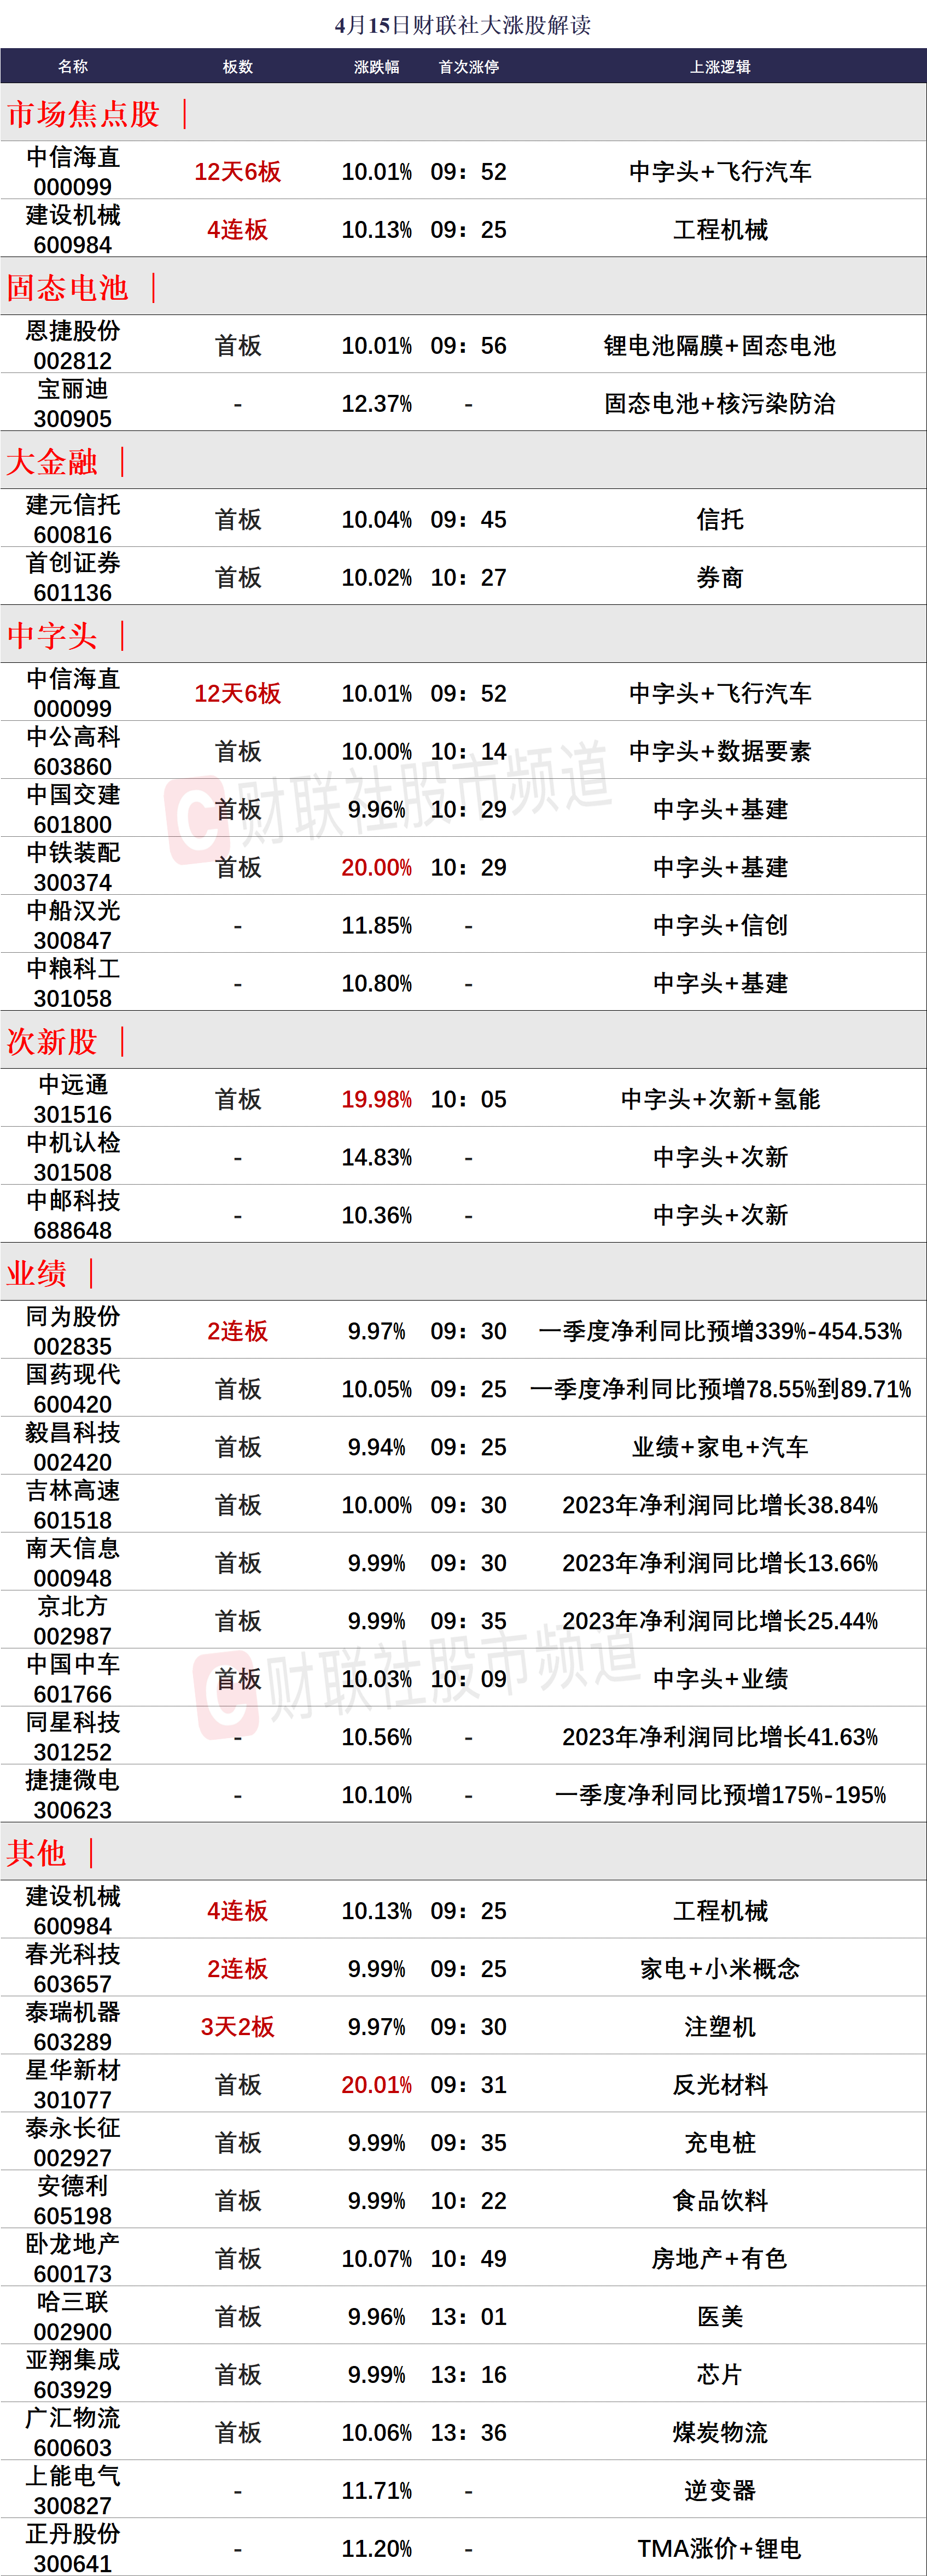 4月15日财联社大涨股解读
名称 板数 涨跌幅 首次涨停 上涨逻辑
市场焦点股 |
中信海直
000099 12天6板 10.01% 09：52 中字头+飞行汽车
建设机械
600984 4连板 10.13% 09：25 工程机械
固态电池 |
恩捷股份
002812 首板 10.01% 09：56 锂电池隔膜+固态电池
宝丽迪
300905 - 12.37% - 固态电池+核污染防治
大金融 |
建元信托
600816 首板 10.04% 09：45 信托
首创证券
601136 首板 10.02% 10：27 券商
中字头 |
中信海直
000099 12天6板 10.01% 09：52 中字头+飞行汽车
中公高科
603860 首板 10.00% 10：14 中字头+数据要素
中国交建
601800 首板 9.96% 10：29 中字头+基建
财联社股市频道
中铁装配
300374 首板 20.00% 10：29 中字头+基建
中船汉光
300847 - 11.85% - 中字头+信创
中粮科工
301058 - 10.80% - 中字头+基建
次新股 |
中远通
301516 首板 19.98% 10：05 中字头+次新+氢能
中机认检
301508 - 14.83% - 中字头+次新
中邮科技
688648 - 10.36% - 中字头+次新
业绩 |
同为股份
002835 2连板 9.97% 09：30 一季度净利同比预增339%-454.53%
国药现代
600420 首板 10.05% 09：25 一季度净利同比预增78.55%到89.71%
毅昌科技
002420 首板 9.94% 09：25 业绩+家电+汽车
吉林高速
601518 首板 10.00% 09：30 2023年净利润同比增长38.84%
南天信息
000948 首板 9.99% 09：30 2023年净利润同比增长13.66%
京北方
002987 首板 9.99% 09：35 2023年净利润同比增长25.44%
中国中车
601766 首板 10.03% 10：09 中字头+业绩
财联社股市频道
同星科技
301252 - 10.56% - 2023年净利润同比增长41.63%
捷捷微电
300623 - 10.10% - 一季度净利同比预增175%-195%
其他 |
建设机械
600984 4连板 10.13% 09：25 工程机械
春光科技
603657 2连板 9.99% 09：25 家电+小米概念
泰瑞机器
603289 3天2板 9.97% 09：30 注塑机
星华新材
301077 首板 20.01% 09：31 反光材料
泰永长征
002927 首板 9.99% 09：35 充电桩
安德利
605198 首板 9.99% 10：22 食品饮料
卧龙地产
600173 首板 10.07% 10：49 房地产+有色
哈三联
002900 首板 9.96% 13：01 医美
亚翔集成
603929 首板 9.99% 13：16 芯片
广汇物流
600603 首板 10.06% 13：36 煤炭物流
上能电气
300827 - 11.71% - 逆变器
正丹股份
300641 - 11.20% - TMA涨价+锂电